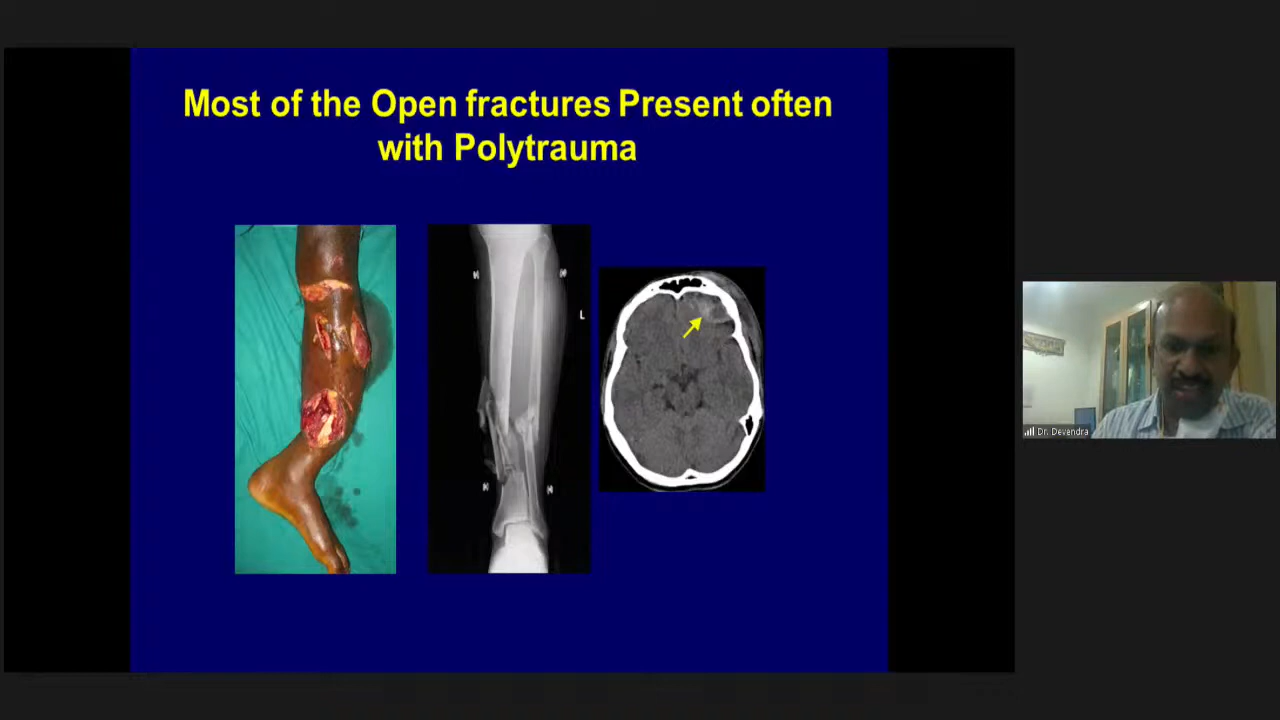 Most of the Open fractures Present often
with Polytrauma
L
Dr. Devendra